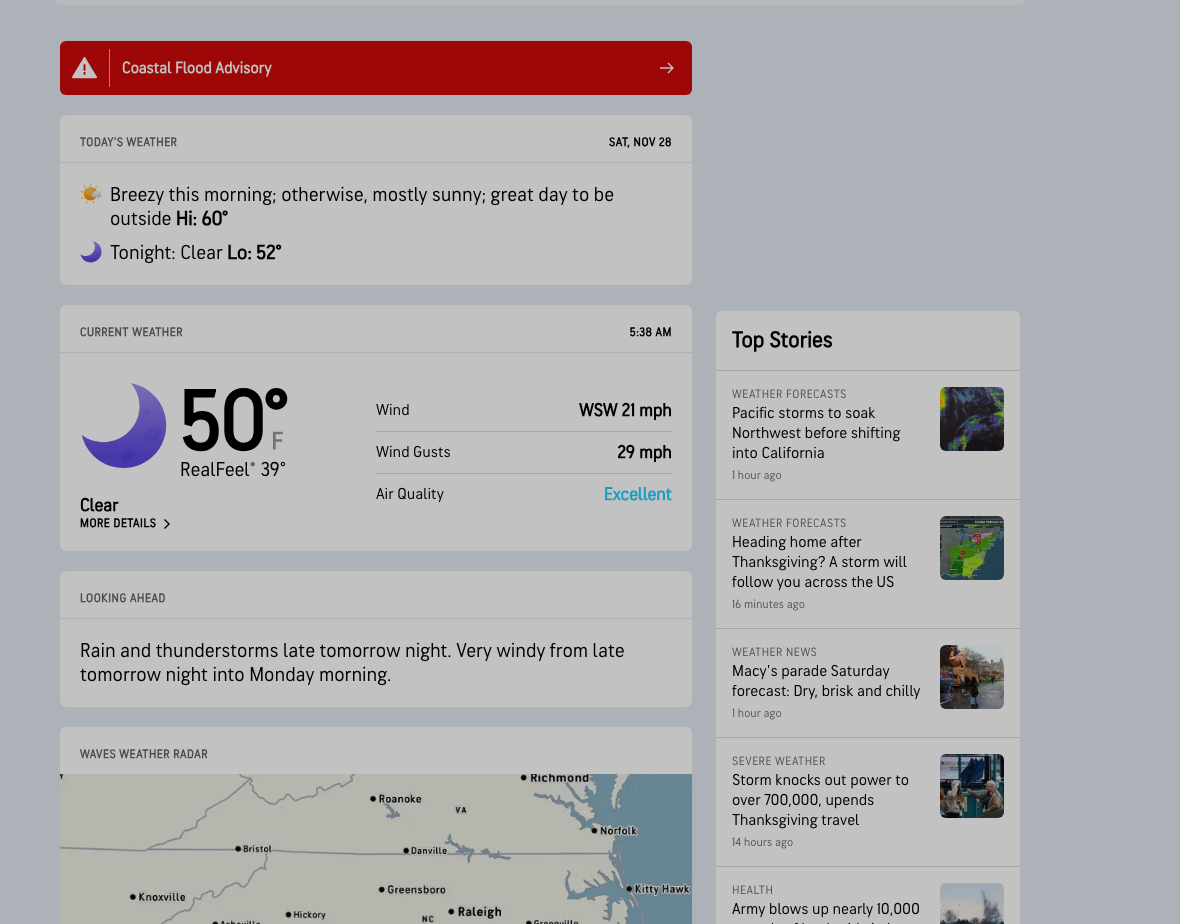 Coastal Flood Advisory
TODAY'S WEATHER
SAT, NOV 28
Breezy this morning; otherwise, mostly sunny; great day to be
outside Hi: 60°
Tonight: Clear Lo: 52°
CURRENT WEATHER
5:38 AM
50°
F
RealFeel® 39°
Clear
MORE DETAILS
Wind
WSW 21 mph
Wind Gusts
29 mph
Air Quality
Excellent
LOOKING AHEAD
Rain and thunderstorms late tomorrow night. Very windy from late
tomorrow night into Monday morning.
WAVES WEATHER RADAR
Richmond
Roanoke
VA
Norfolk
Bristol
Danville
Greensboro
Kitty Hawk
Knoxville
Raleigh
Hickory
NC
Top Stories
WEATHER FORECASTS
Pacific storms to soak
Northwest before shifting
into California
1 hour ago
WEATHER FORECASTS
Heading home after
Thanksgiving? A storm will
follow you across the US
16 minutes ago
WEATHER NEWS
Macy's parade Saturday
forecast: Dry, brisk and chilly
1 hour ago
SEVERE WEATHER
Storm knocks out power to
over 700,000, upends
Thanksgiving travel
14 hours ago
HEALTH
Army blows up nearly 10,000